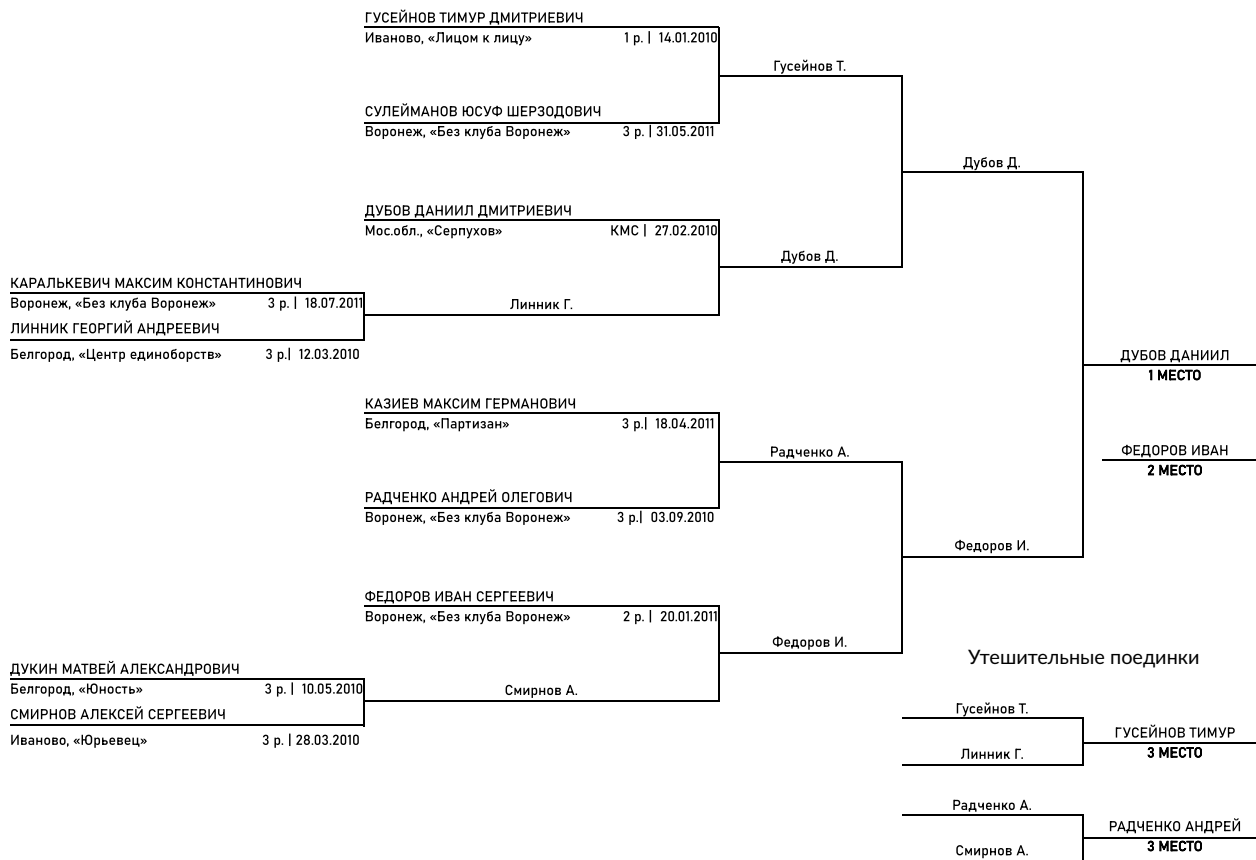 ГУСЕЙНОВ ТИМУР ДМИТРИЕВИЧ
Иваново, «Лицом к лицу» 1 р. | 14.01.2010
Гусейнов Т.
СУЛЕЙМАНОВ ЮСУФ ШЕРЗОДОВИЧ
Воронеж, «Без клуба Воронеж» 3 р. | 31.05.2011
Дубов Д.
ДУБОВ ДАНИИЛ ДМИТРИЕВИЧ
Мос.обл., «Серпухов» КМС | 27.02.2010
Дубов Д.
КАРАЛЬКЕВИЧ МАКСИМ КОНСТАНТИНОВИЧ
Воронеж, «Без клуба Воронеж» 3 р. | 18.07.2011
Линник Г.
ЛИННИК ГЕОРГИЙ АНДРЕЕВИЧ
Белгород, «Центр единоборств» 3 р.| 12.03.2010
ДУБОВ ДАНИИЛ
1 МЕСТО
КАЗИЕВ МАКСИМ ГЕРМАНОВИЧ
Белгород, «Партизан» 3 р.| 18.04.2011
Радченко А.
ФЕДОРОВ ИВАН
2 МЕСТО
РАДЧЕНКО АНДРЕЙ ОЛЕГОВИЧ
Воронеж, «Без клуба Воронеж» 3 р.| 03.09.2010
Федоров И.
ФЕДОРОВ ИВАН СЕРГЕЕВИЧ
Воронеж, «Без клуба Воронеж» 2 р. | 20.01.2011
Федоров И.
Утешительные поединки
ДУКИН МАТВЕЙ АЛЕКСАНДРОВИЧ
Белгород, «Юность» 3 р. | 10.05.2010
Смирнов А.
СМИРНОВ АЛЕКСЕЙ СЕРГЕЕВИЧ
Иваново, «Юрьевец» 3 р. | 28.03.2010
Гусейнов Т.
ГУСЕЙНОВ ТИМУР
3 МЕСТО
Линник Г.
Радченко А.
РАДЧЕНКО АНДРЕЙ
3 МЕСТО
Смирнов А.